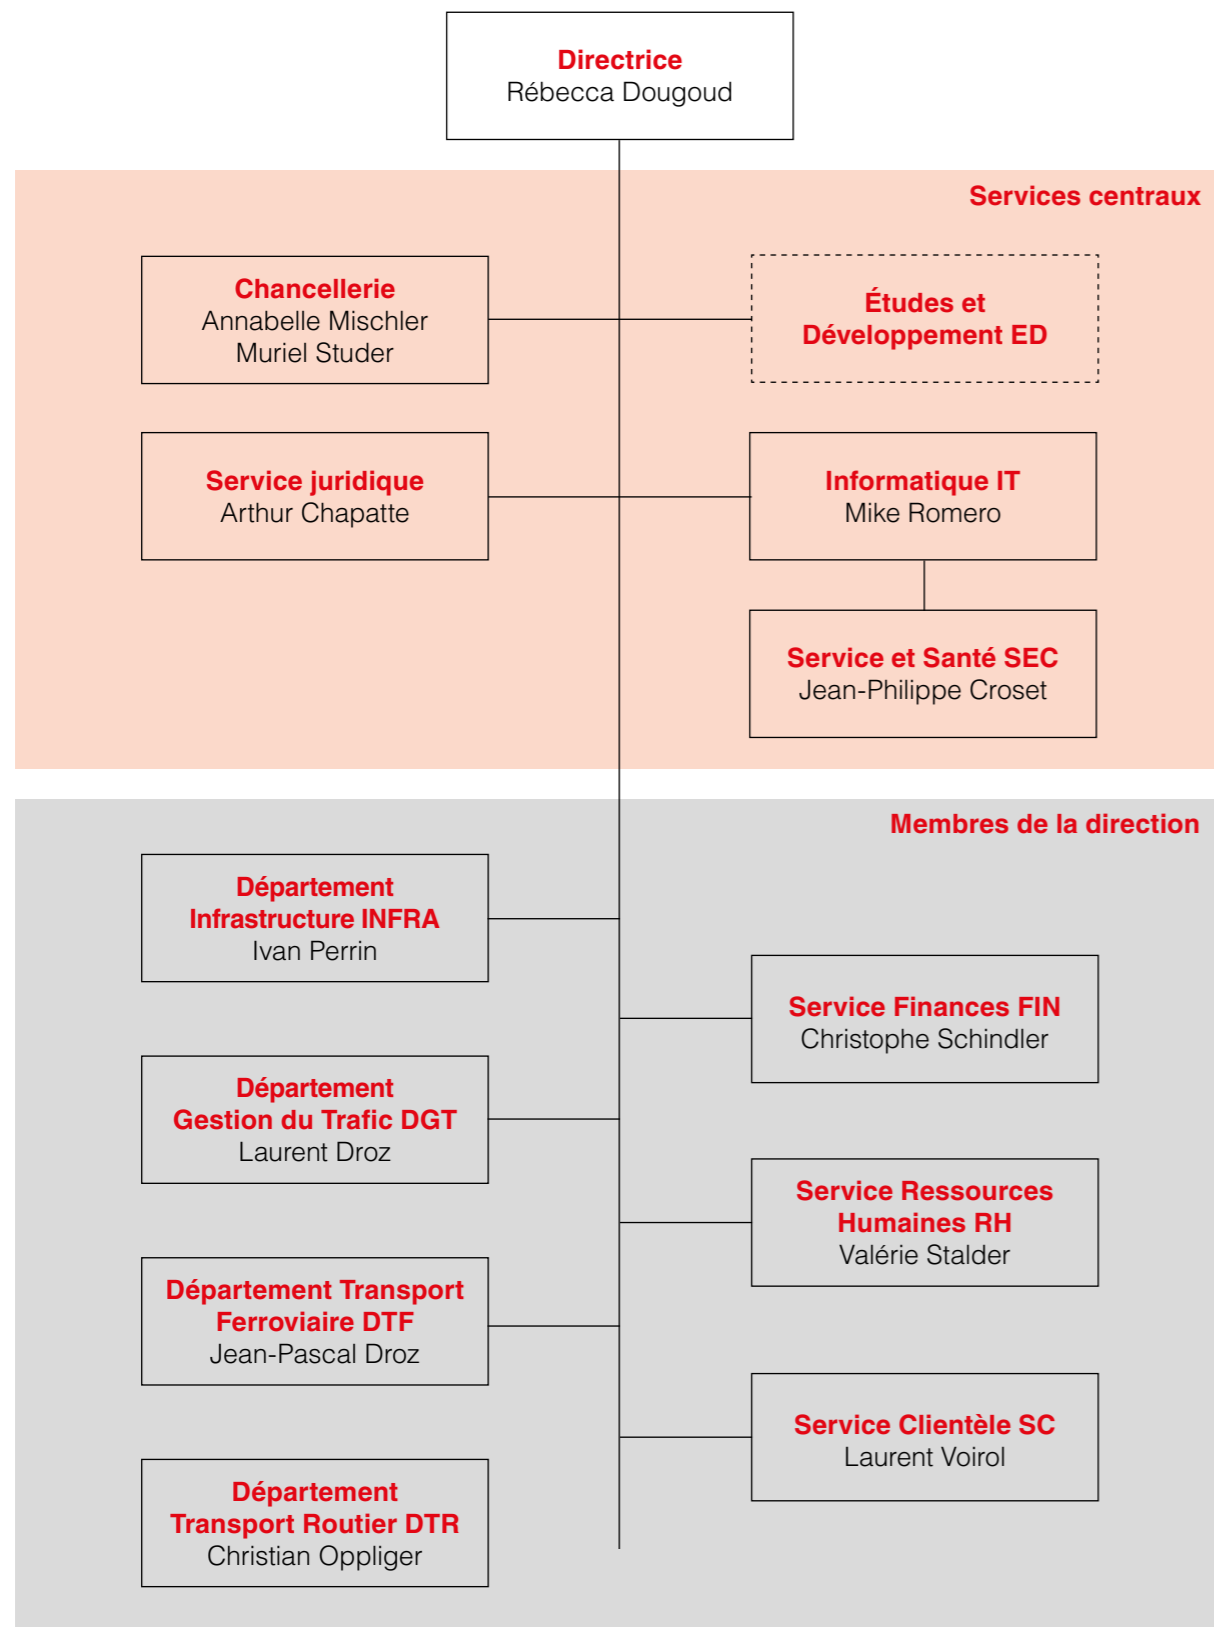 Directrice
Rébecca Dougoud
Services centraux
Chancellerie
Annabelle Mischler
Muriel Studer
Études et
Développement ED
Service juridique
Arthur Chapatte
Informatique IT
Mike Romero
Service et Santé SEC
Jean-Philippe Croset
Membres de la direction
Département
Infrastructure INFRA
Ivan Perrin
Service Finances FIN
Christophe Schindler
Département
Gestion du Trafic DGT
Laurent Droz
Service Ressources
Humaines RH
Valérie Stalder
Département Transport
Ferroviaire DTF
Jean-Pascal Droz
Service Clientèle SC
Laurent Voirol
Département
Transport Routier DTR
Christian Oppliger